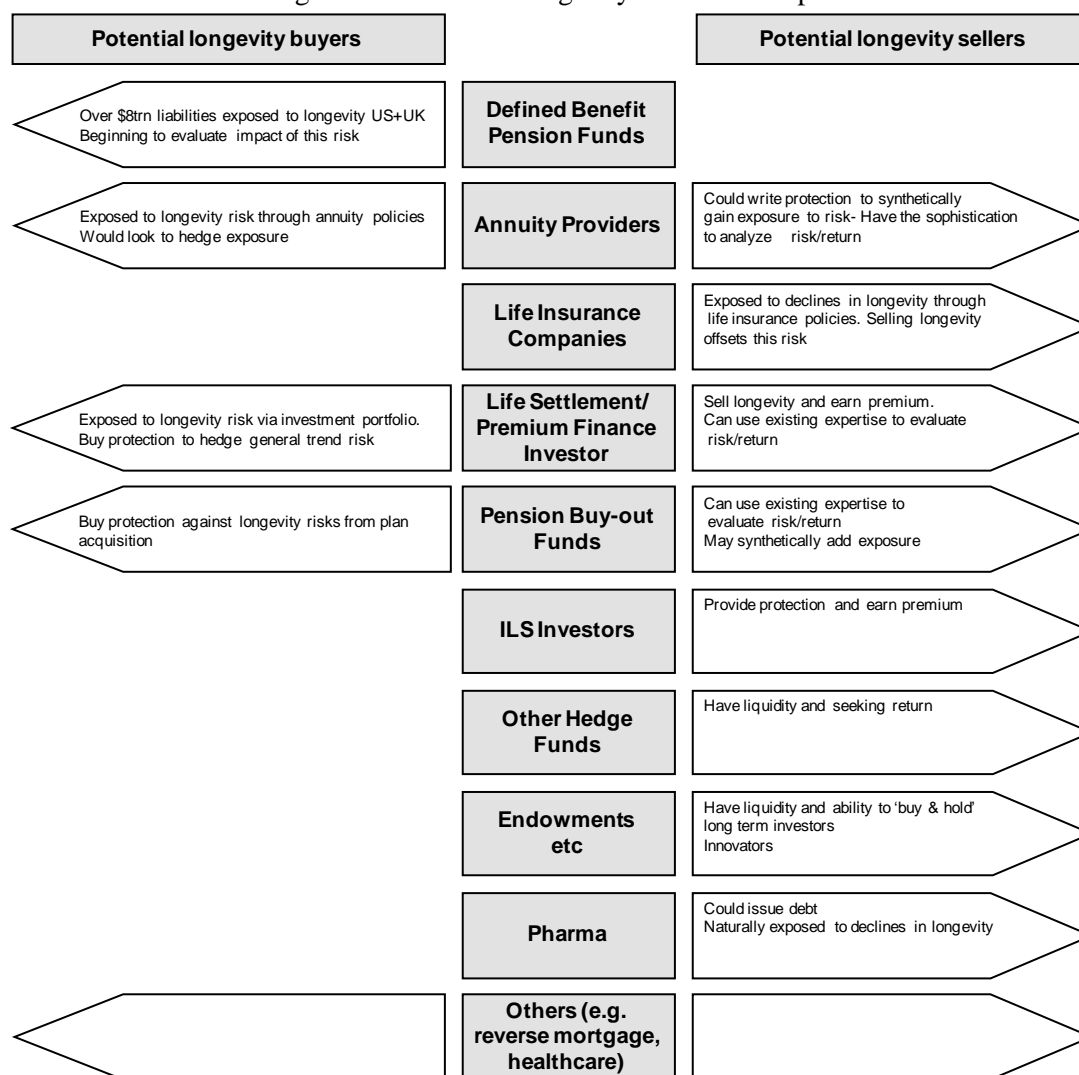 Potential longevity buyers
Potential longevity sellers
Over $8trn liabilities exposed to longevity US+UK
Beginning to evaluate impact of this risk
Defined Benefit
Pension Funds
Exposed to longevity risk through annuity policies
Would look to hedge exposure
Annuity Providers
Could write protection to synthetically
gain exposure to risk- Have the sophistication
to analyze risk/return
Life Insurance
Companies
Exposed to declines in longevity through
life insurance policies. Selling longevity
offsets this risk
Exposed to longevity risk via investment portfolio.
Buy protection to hedge general trend risk
Life Settlement/
Premium Finance
Investor
Sell longevity and earn premium.
Can use existing expertise to evaluate
risk/return
Buy protection against longevity risks from plan
acquisition
Pension Buy-out
Funds
Can use existing expertise to
evaluate risk/return
May synthetically add exposure
ILS Investors
Provide protection and earn premium
Other Hedge
Funds
Have liquidity and seeking return
Endowments
etc
Have liquidity and ability to ‘buy & hold’
long term investors
Innovators
Pharma
Could issue debt
Naturally exposed to declines in longevity
Others (e.g.
reverse mortgage,
healthcare)